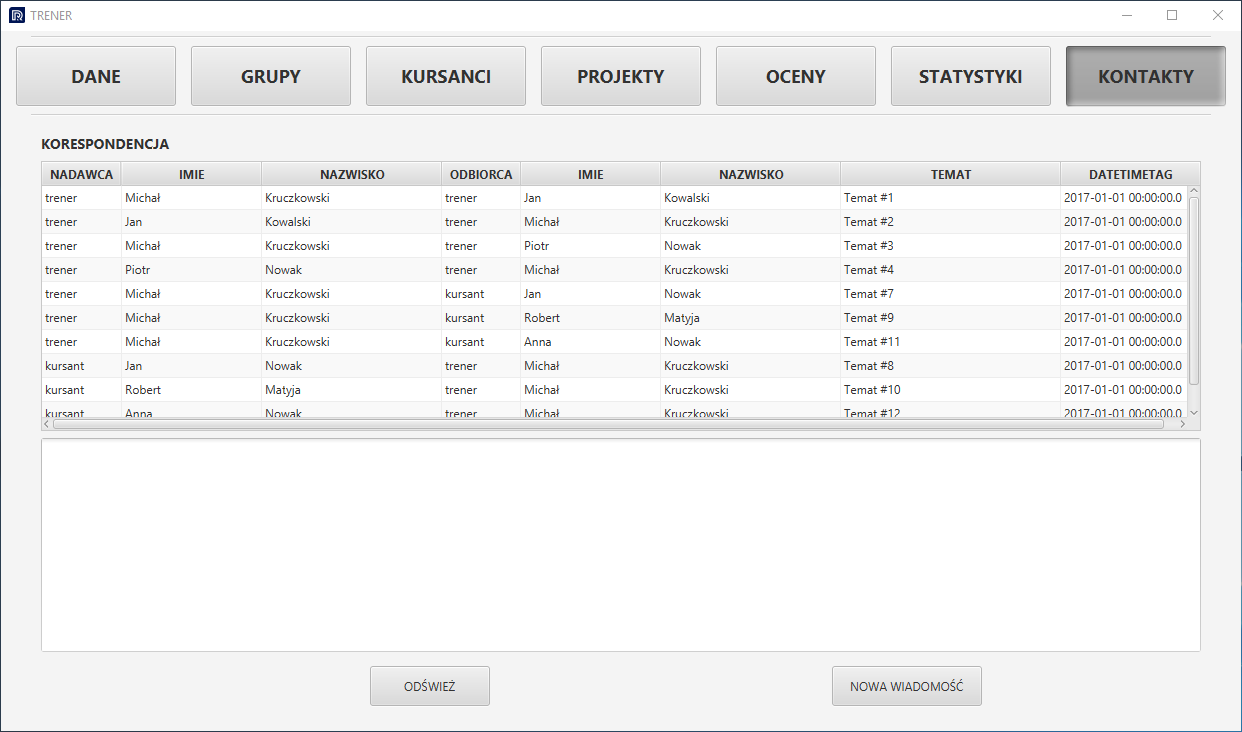 TRENER
DANE GRUPY KURSANCI PROJEKTY OCENY STATYSTYKI KONTAKTY
KORESPONDENCJA
NADAWCA IMIE NAZWISKO ODBIORCA IMIE NAZWISKO TEMAT DATETIMETAG
trener Michał Kruczkowski trener Jan Kowalski Temat #1 2017-01-01 00:00:00.0
trener Jan Kowalski trener Michał Kruczkowski Temat #2 2017-01-01 00:00:00.0
trener Michał Kruczkowski trener Piotr Nowak Temat #3 2017-01-01 00:00:00.0
trener Piotr Nowak trener Michał Kruczkowski Temat #4 2017-01-01 00:00:00.0
trener Michał Kruczkowski kursant Jan Nowak Temat #7 2017-01-01 00:00:00.0
trener Michał Kruczkowski kursant Robert Matyja Temat #9 2017-01-01 00:00:00.0
trener Michał Kruczkowski kursant Anna Nowak Temat #11 2017-01-01 00:00:00.0
kursant Jan Nowak trener Michał Kruczkowski Temat #8 2017-01-01 00:00:00.0
kursant Robert Matyja trener Michał Kruczkowski Temat #10 2017-01-01 00:00:00.0
kursant Anna Nowak trener Michał Kruczkowski Temat #12 2017-01-01 00:00:00.0
ODŚWIEŻ NOWA WIADOMOŚĆ